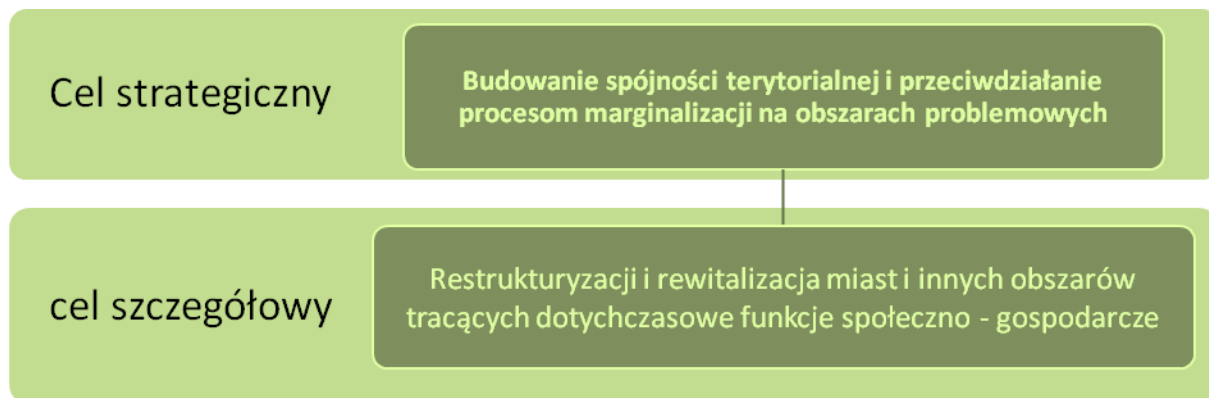 Cel strategiczny
Budowanie spójności terytorialnej i przeciwdziałanie
procesom marginalizacji na obszarach problemowych
cel szczegółowy
Restrukturyzacji i rewitalizacja miast i innych obszarów
tracących dotychczasowe funkcje społeczno - gospodarcze